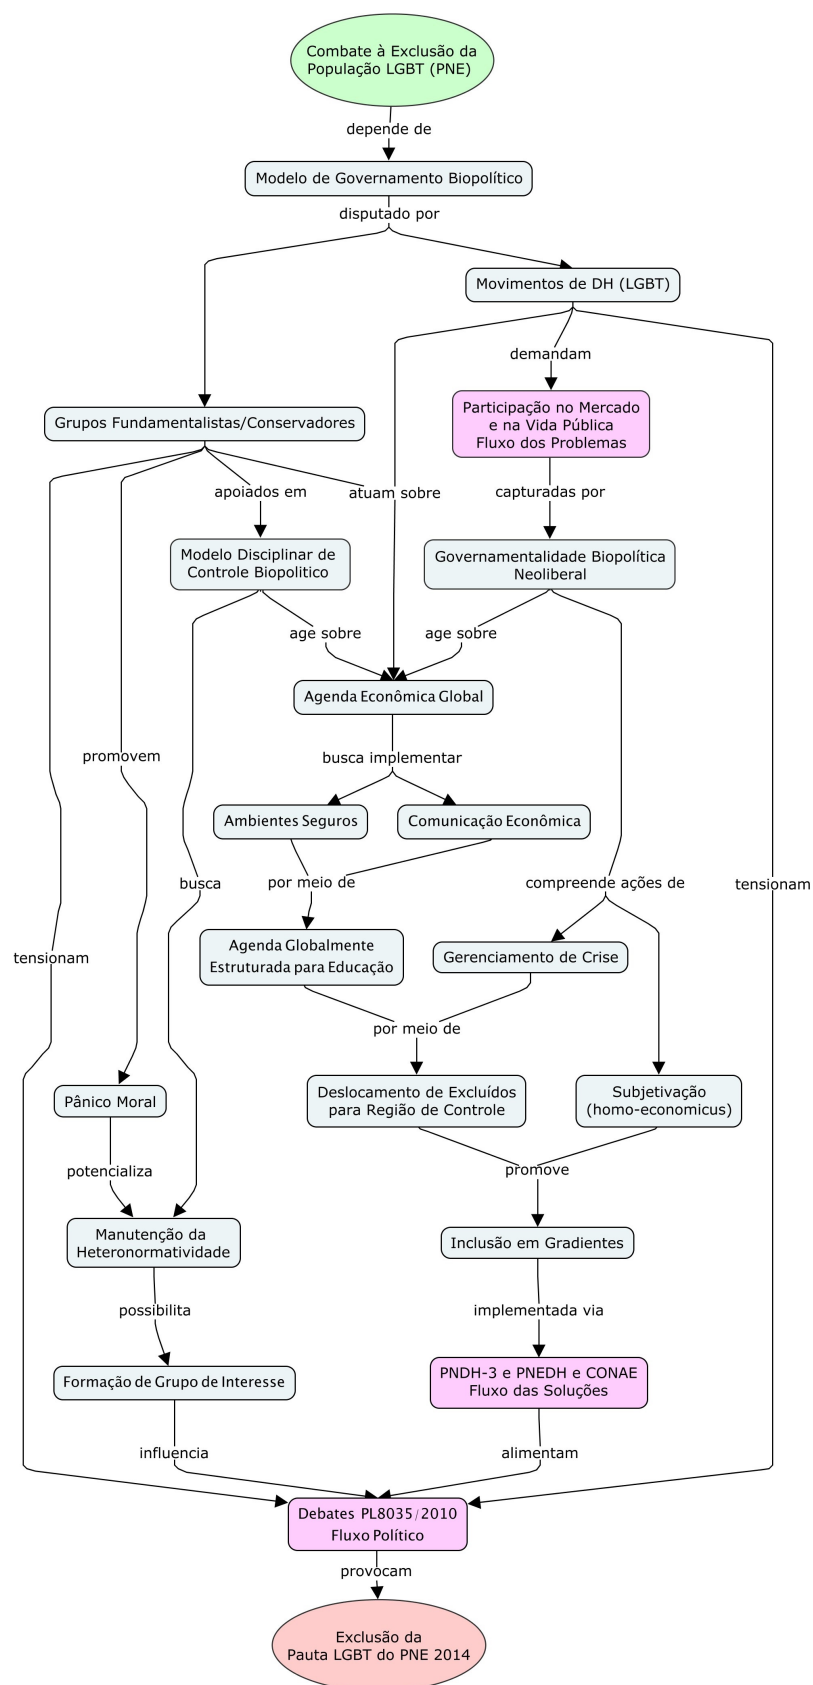 Combate à Exclusão da
População LGBT (PNE)
depende de
Modelo de Governamento Biopolítico
disputado por
Movimentos de DH (LGBT)
demandam
Participação no Mercado
e na Vida Pública
Fluxo dos Problemas
Grupos Fundamentalistas/Conservadores
apoiados em
atuam sobre
capturadas por
Modelo Disciplinar de
Controle Biopolitico
Governamentalidade Biopolítica
Neoliberal
age sobre
age sobre
Agenda Econômica Global
promovem
busca implementar
Ambientes Seguros
Comunicação Econômica
busca
por meio de
compreende ações de
tensionam
tensionam
Agenda Globalmente
Estruturada para Educação
Gerenciamento de Crise
por meio de
Pânico Moral
Deslocamento de Excluídos
para Região de Controle
Subjetivação
(homo-economicus)
potencializa
promove
Manutenção da
Heteronormatividade
Inclusão em Gradientes
possibilita
implementada via
Formação de Grupo de Interesse
PNDH-3 e PNEDH e CONAE
Fluxo das Soluções
influencia
alimentam
Debates PL8035/2010
Fluxo Político
provocam
Exclusão da
Pauta LGBT do PNE 2014